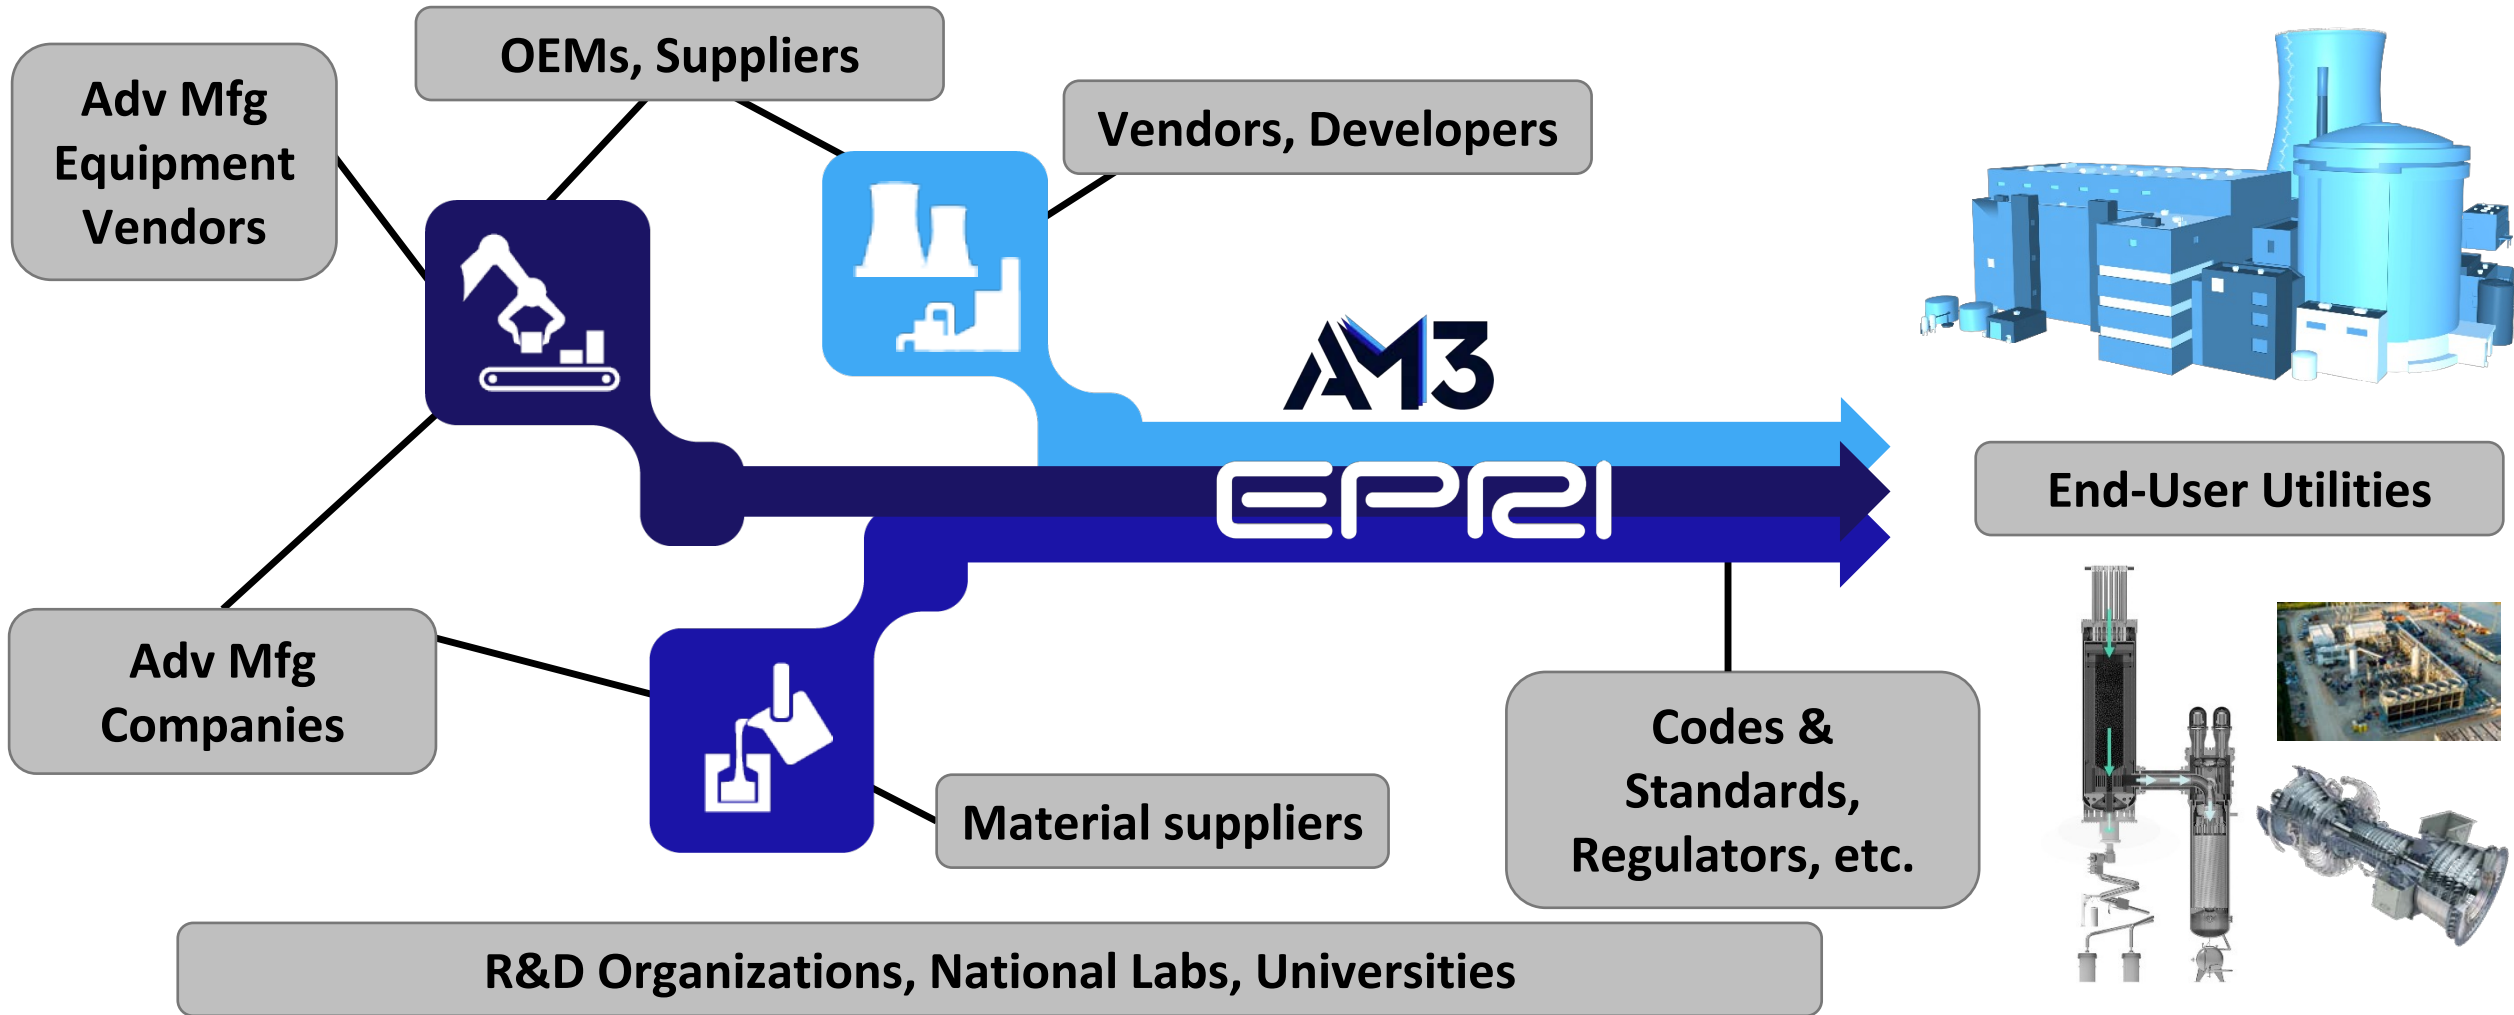 OEMs, Suppliers
Adv Mfg
Equipment
Vendors
Vendors, Developers
AM3
EPRI
End-User Utilities
Adv Mfg
Companies
Material suppliers
Codes &
Standards,
Regulators, etc.
R&D Organizations, National Labs, Universities